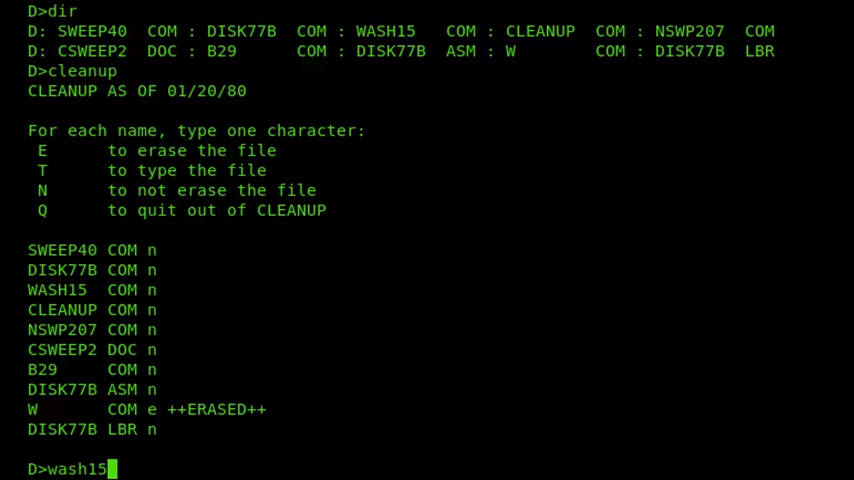 D>dir
D: SWEEP40  COM : DISK77B  COM : WASH15   COM : CLEANUP  COM : NSWP207  COM
D: CSWEEP2  DOC : B29      COM : DISK77B  ASM : W        COM : DISK77B  LBR
D>cleanup
CLEANUP AS OF 01/20/80
For each name, type one character:
 E      to erase the file
 T      to type the file
 N      to not erase the file
 Q      to quit out of CLEANUP
SWEEP40 COM n
DISK77B COM n
WASH15  COM n
CLEANUP COM n
NSWP207 COM n
CSWEEP2 DOC n
B29     COM n
DISK77B ASM n
W       COM e ++ERASED++
DISK77B LBR n
D>wash15